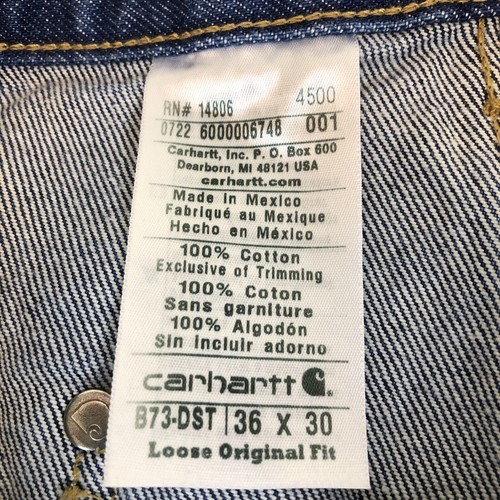 RN# 14806 4500
0722 6000006748 001
Carhartt, Inc. P. O. Box 600
Dearborn, MI 48121 USA
carhartt.com
Made in Mexico
Fabriqué au Mexique
Hecho en México
100% Cotton
Exclusive of Trimming
100% Coton
Sans garniture
100% Algodón
Sin incluir adorno
carhartt
B73-DST 36 X 30
Loose Original Fit